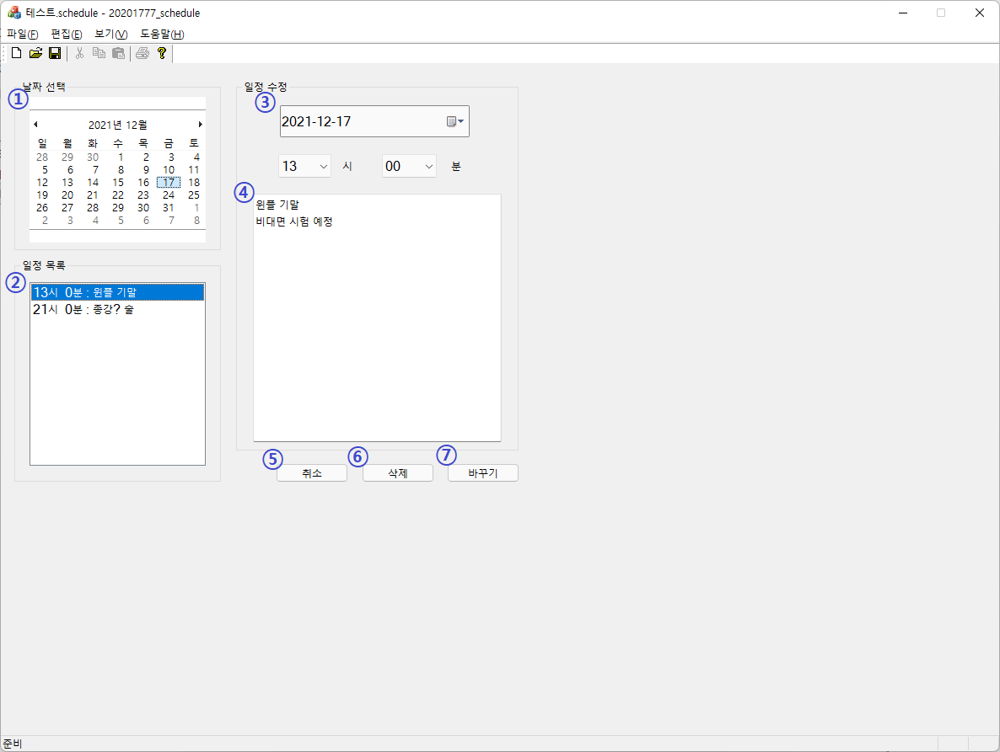 테스트.schedule - 20201777_schedule
파일(F) 편집(E) 보기(V) 도움말(H)
날짜 선택
①
2021년 12월
일 월 화 수 목 금 토
28 29 30 1 2 3 4
5 6 7 8 9 10 11
12 13 14 15 16 17 18
19 20 21 22 23 24 25
26 27 28 29 30 31 1
2 3 4 5 6 7 8
일정 목록
②
13시 0분 : 윈플 기말
21시 0분 : 종강? 술
일정 수정
③
2021-12-17
13 시 00 분
④
윈플 기말
비대면 시험 예정
⑤ 취소 ⑥ 삭제 ⑦ 바꾸기
준비